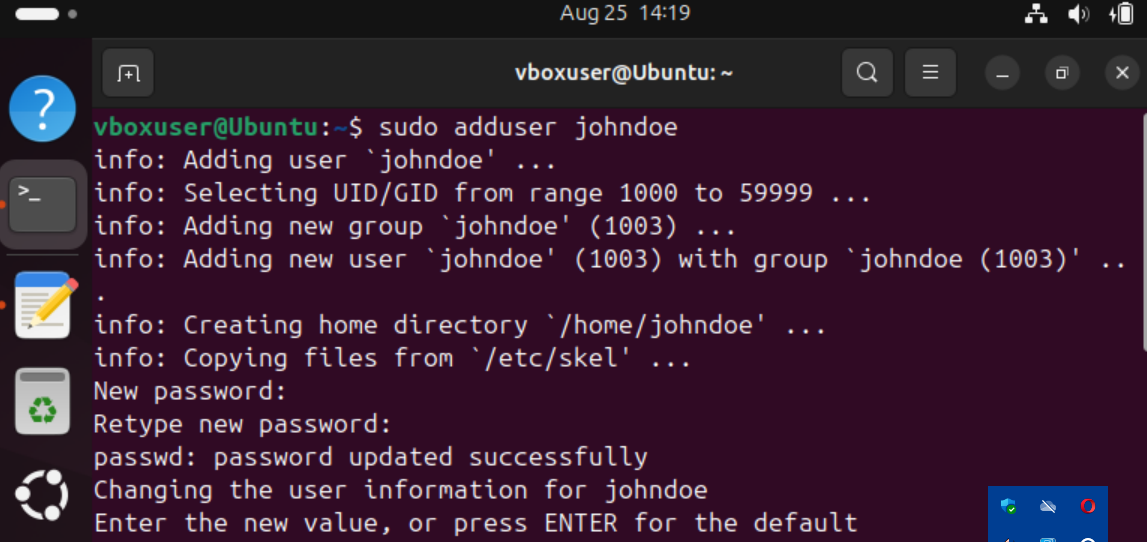 Aug 25 14:19
vboxuser@Ubuntu: ~
vboxuser@Ubuntu:~$ sudo adduser johndoe
info: Adding user `johndoe' ...
info: Selecting UID/GID from range 1000 to 59999 ...
info: Adding new group `johndoe' (1003) ...
info: Adding new user `johndoe' (1003) with group `johndoe (1003)' ..
.
info: Creating home directory `/home/johndoe' ...
info: Copying files from `/etc/skel' ...
New password:
Retype new password:
passwd: password updated successfully
Changing the user information for johndoe
Enter the new value, or press ENTER for the default